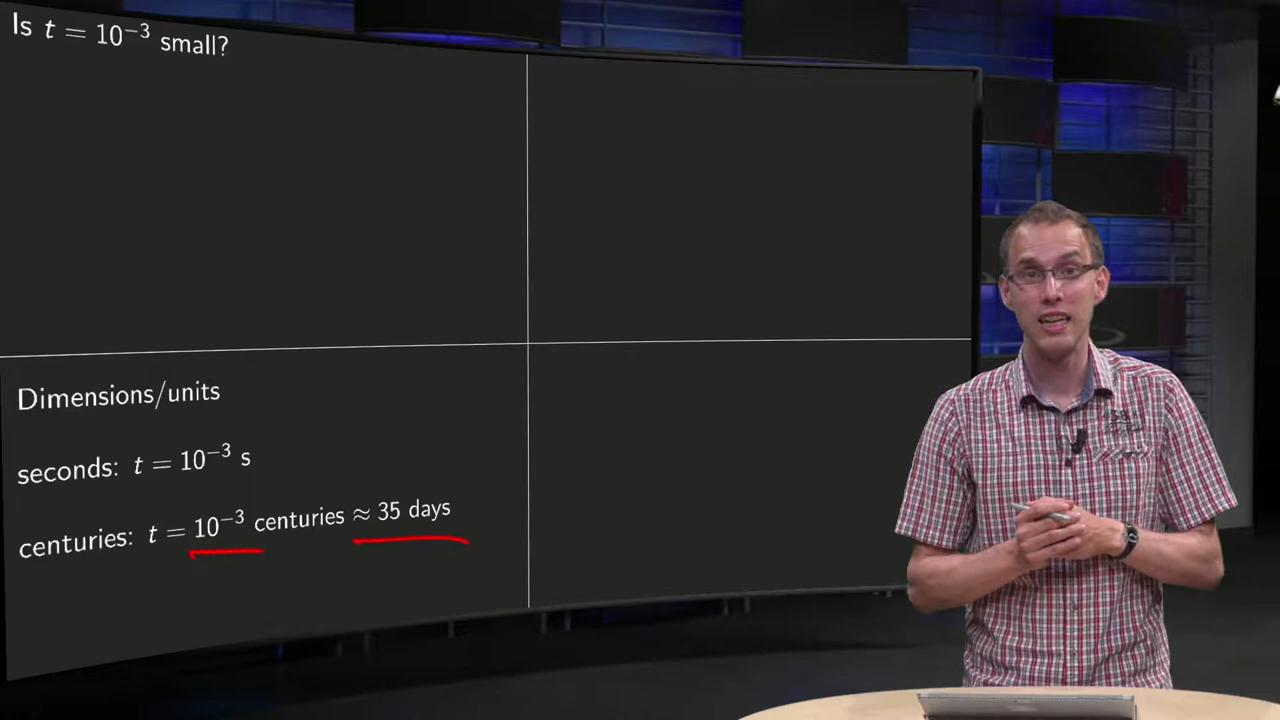 Is t = 10⁻³ small?
Dimensions/units
seconds: t = 10⁻³ s
centuries: t = 10⁻³ centuries ≈ 35 days